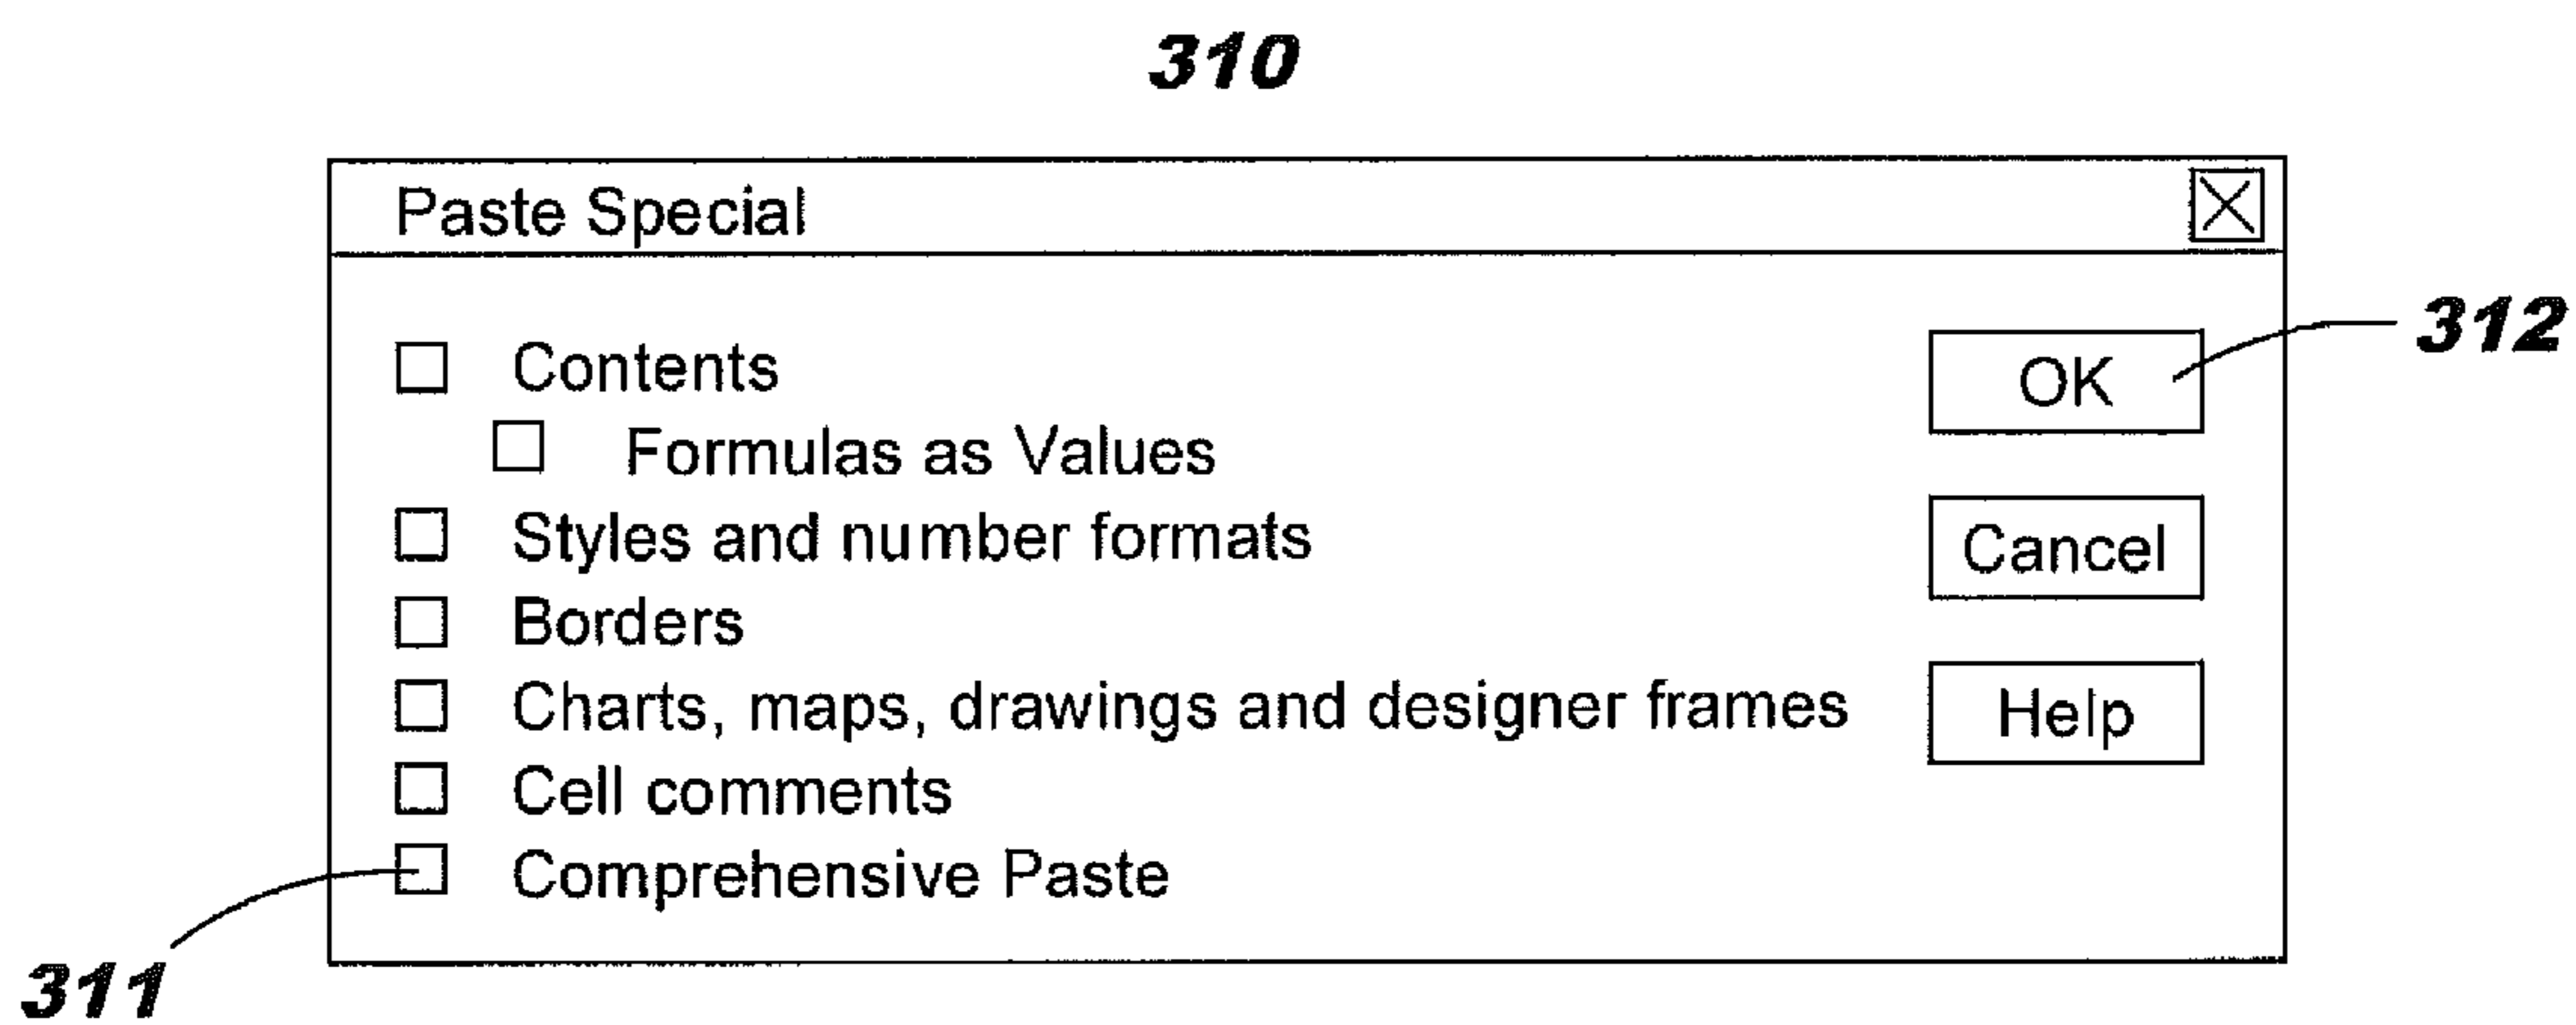 310
Paste Special
Contents
OK
312
Formulas as Values
Styles and number formats
Cancel
Borders
Charts, maps, drawings and designer frames
Help
Cell comments
Comprehensive Paste
311